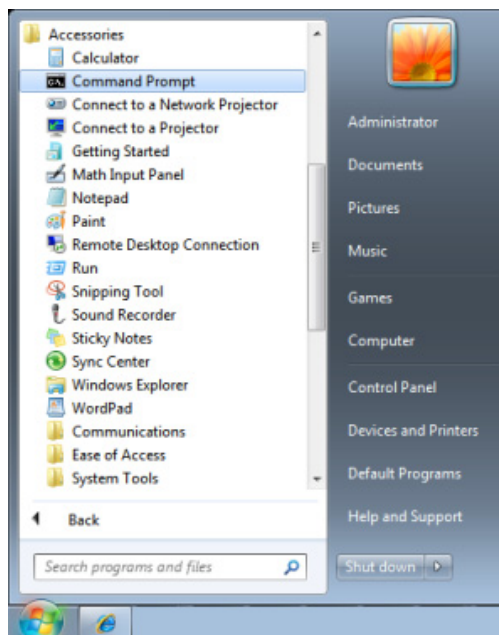 Accessories
Calculator
Command Prompt
Connect to a Network Projector
Connect to a Projector
Getting Started
Math Input Panel
Notepad
Paint
Remote Desktop Connection
Run
Snipping Tool
Sound Recorder
Sticky Notes
Sync Center
Windows Explorer
WordPad
Communications
Ease of Access
System Tools
Back
Search programs and files
Administrator
Documents
Pictures
Music
Games
Computer
Control Panel
Devices and Printers
Default Programs
Help and Support
Shut down